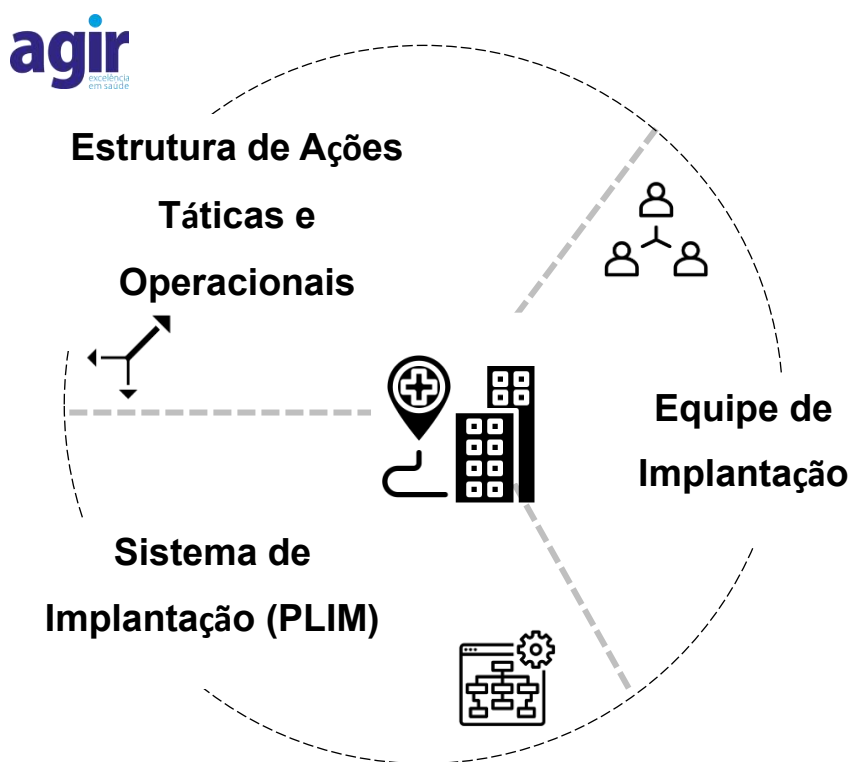 agir
excelência
em saúde
Estrutura de Ações
Táticas e
Operacionais
Equipe de
Implantação
Sistema de
Implantação (PLIM)